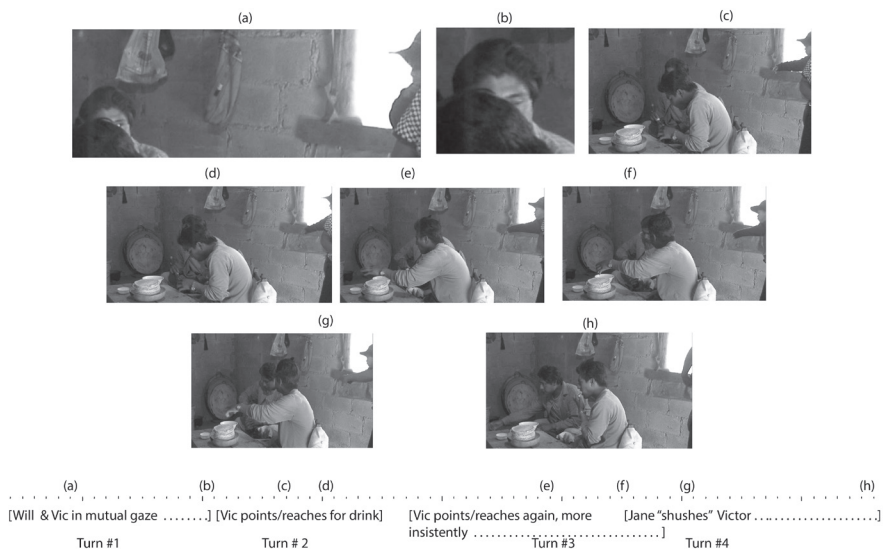 (a)
(b)
(c)
(d)
(e)
(f)
(g)
(h)
(a) (b) (c) (d) (e) (f) (g) (h)
[Will & Vic in mutual gaze ........] [Vic points/reaches for drink] [Vic points/reaches again, more [Jane "shushes" Victor ........................]
insistently ..................................... ]
Turn #1 Turn # 2 Turn #3 Turn #4